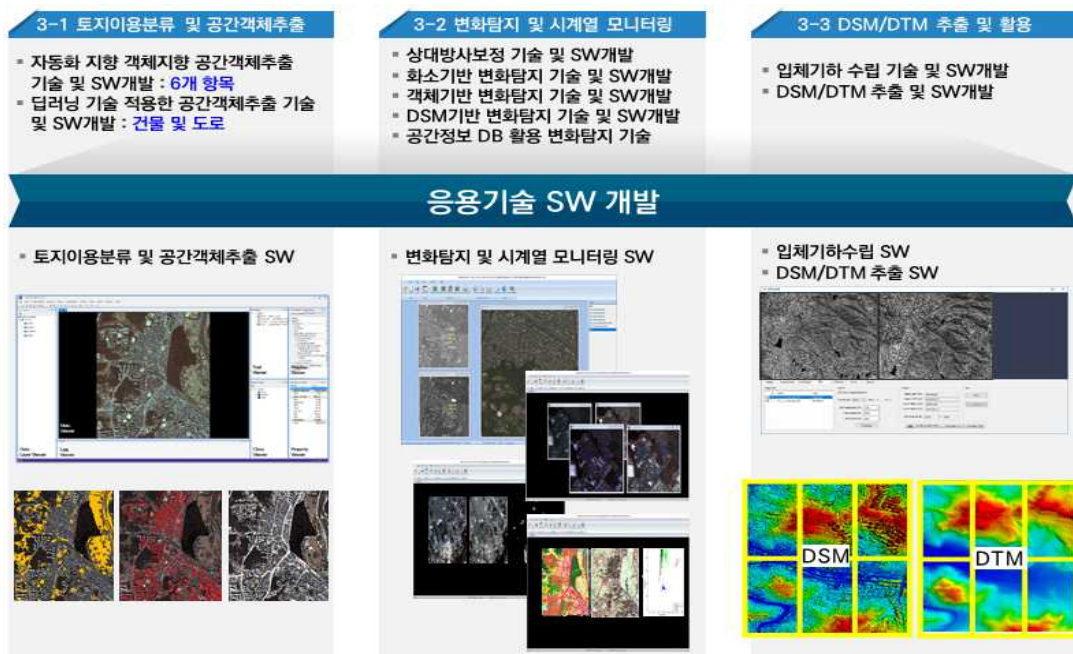 3-1 토지이용분류 및 공간객체추출
자동화 지향 객체지향 공간객체추출
기술 및 SW개발 : 6개 항목
딥러닝 기술 적용한 공간객체추출 기술
및 SW개발 : 건물 및 도로
3-2 변화탐지 및 시계열 모니터링
상대방사보정 기술 및 SW개발
화소기반 변화탐지 기술 및 SW개발
객체기반 변화탐지 기술 및 SW개발
DSM기반 변화탐지 기술 및 SW개발
공간정보 DB 활용 변화탐지 기술
3-3 DSM/DTM 추출 및 활용
입체기하 수립 기술 및 SW개발
DSM/DTM 추출 및 SW개발
응용기술 SW 개발
토지이용분류 및 공간객체추출 SW
변화탐지 및 시계열 모니터링 SW
입체기하수립 SW
DSM/DTM 추출 SW
DSM
DTM